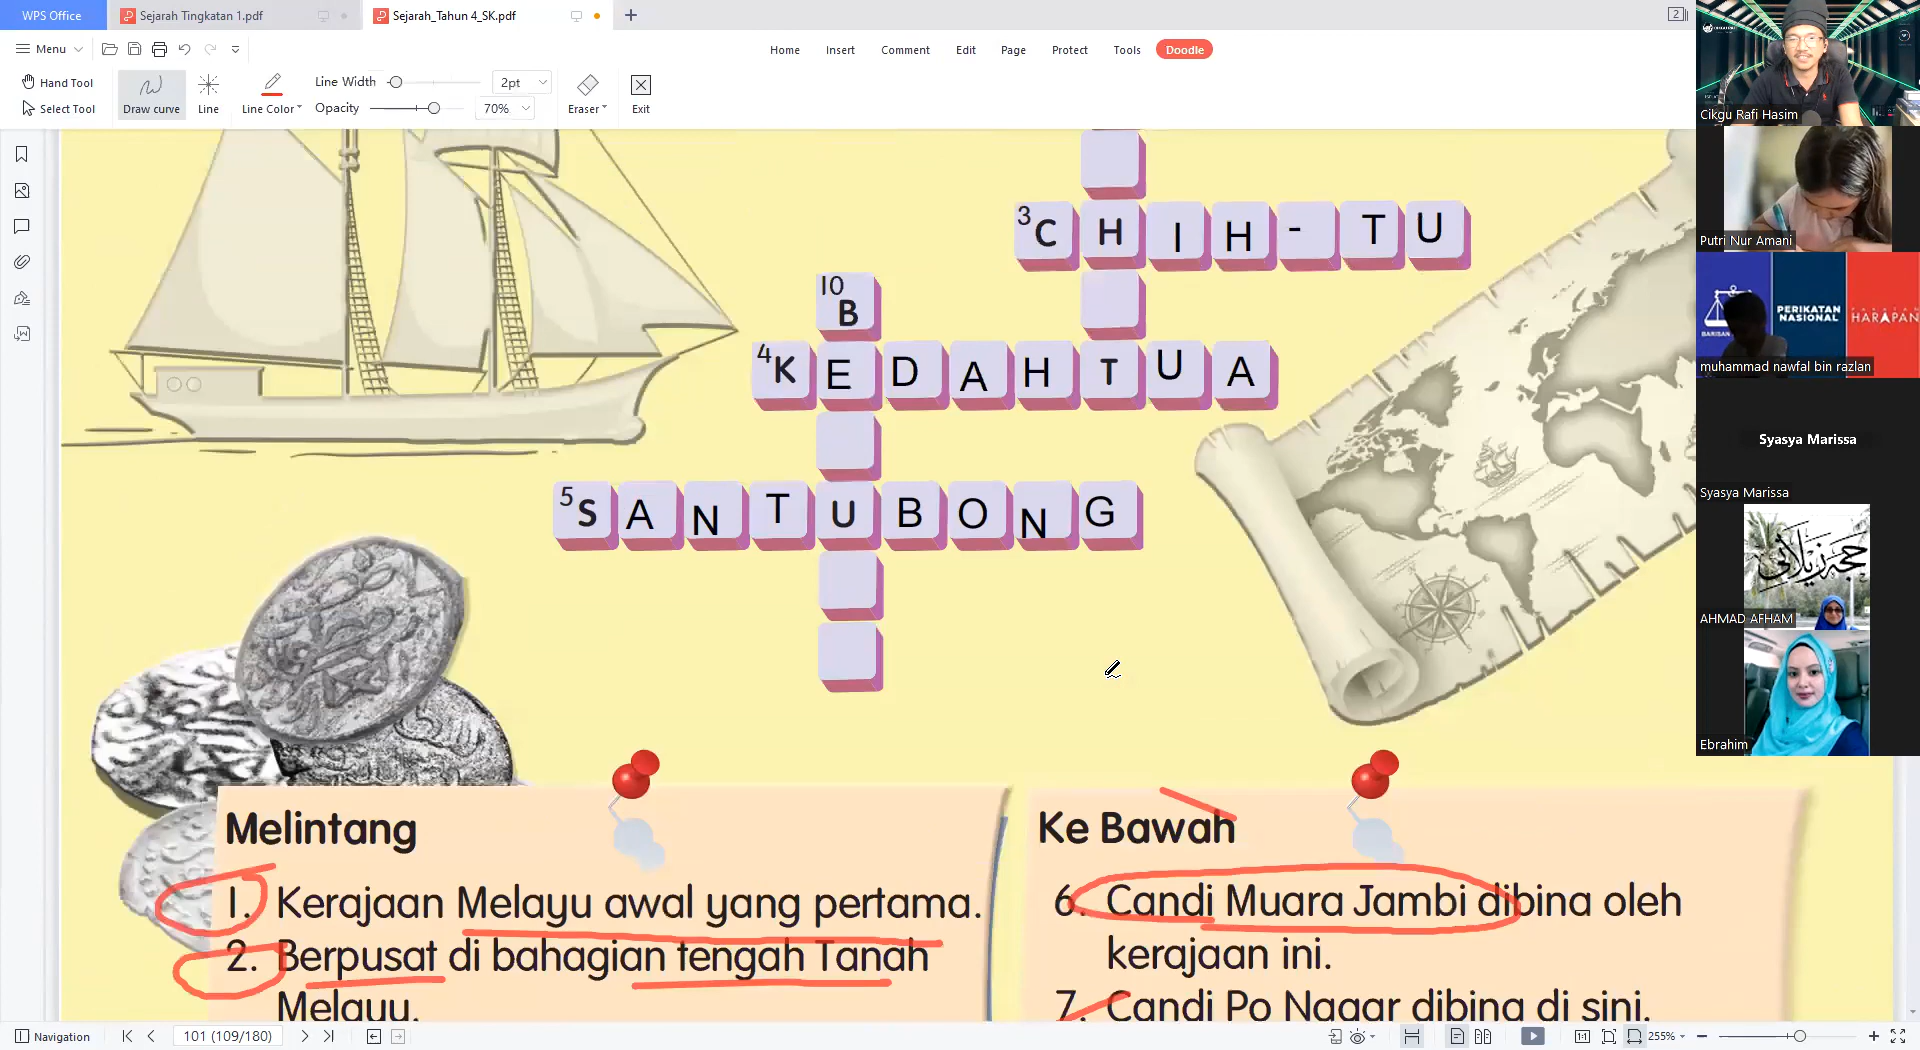 WPS Office
Sejarah Tingkatan 1.pdf
Sejarah_Tahun 4_SK.pdf
2
Menu
Home Insert Comment Edit Page Protect Tools Doodle
Hand Tool
Select Tool
Draw curve
Line
Line Color
Line Width
2pt
Opacity
70%
Eraser
Exit
3 C H I H - T U
10 B
4 K E D A H T U A
5 S A N T U B O N G
Melintang
1. Kerajaan Melayu awal yang pertama.
2. Berpusat di bahagian tengah Tanah
Melayu.
Ke Bawah
6. Candi Muara Jambi dibina oleh
kerajaan ini.
7. Candi Po Nagar dibina di sini.
Cikgu Rafi Hasim
Putri Nur Amani
PERIKATAN
NASIONAL
HARAPAN
muhammad nawfal bin razlan
Syasya Marissa
Syasya Marissa
AHMAD AFHAM
Ebrahim
Navigation
101 (109/180)
255%